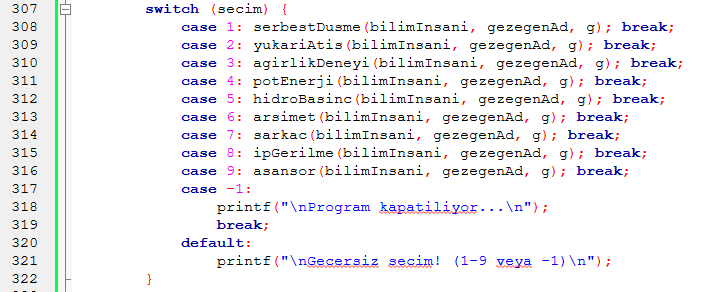 307 switch (secim) {
308 case 1: serbestDusme(bilimInsani, gezegenAd, g); break;
309 case 2: yukariAtis(bilimInsani, gezegenAd, g); break;
310 case 3: agirlikDeneyi(bilimInsani, gezegenAd, g); break;
311 case 4: potEnerji(bilimInsani, gezegenAd, g); break;
312 case 5: hidroBasinc(bilimInsani, gezegenAd, g); break;
313 case 6: arsimet(bilimInsani, gezegenAd, g); break;
314 case 7: sarkac(bilimInsani, gezegenAd, g); break;
315 case 8: ipGerilme(bilimInsani, gezegenAd, g); break;
316 case 9: asansor(bilimInsani, gezegenAd, g); break;
317 case -1:
318 printf("\nProgram kapatiliyor...\n");
319 break;
320 default:
321 printf("\nGecersiz secim! (1-9 veya -1)\n");
322 }